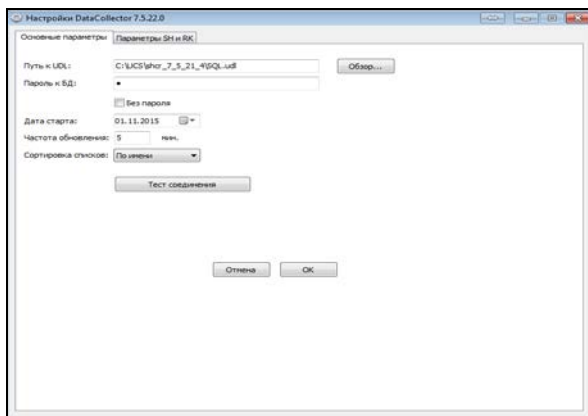 Настройки DataCollector 7.5.22.0
Основные параметры Параметры SH и RK
Путь к UDL: C:\UCS\shcr_7_5_21_4\SQL.udl Обзор...
Пароль к БД:
Без пароля
Дата старта: 01.11.2015
Частота обновления: 5 мин.
Сортировка списков: По имени
Тест соединения
Отмена ОК